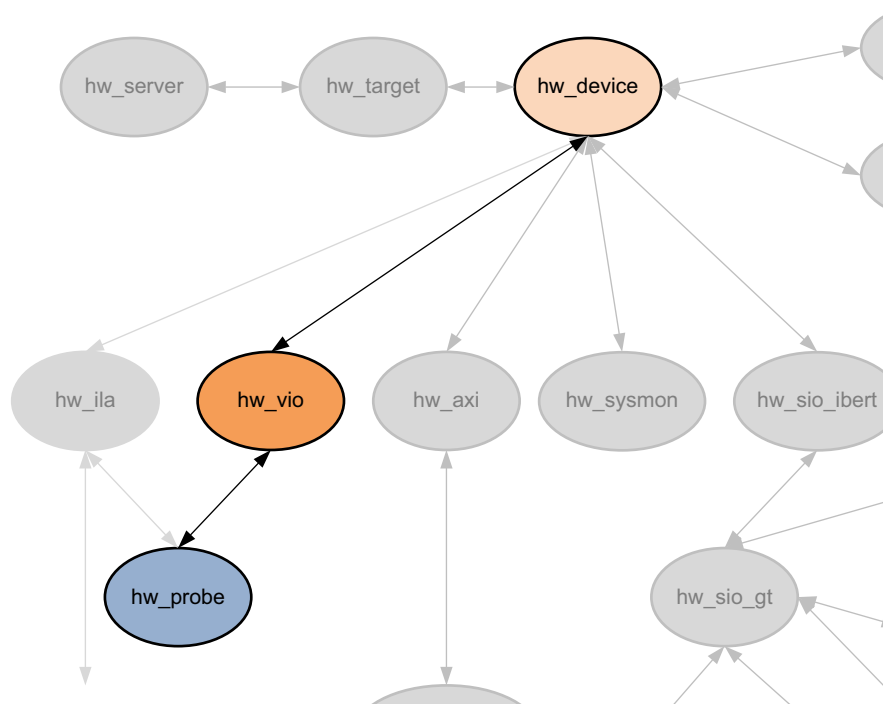 hw_server
hw_target
hw_device
hw_ila
hw_vio
hw_axi
hw_sysmon
hw_sio_ibert
hw_probe
hw_sio_gt